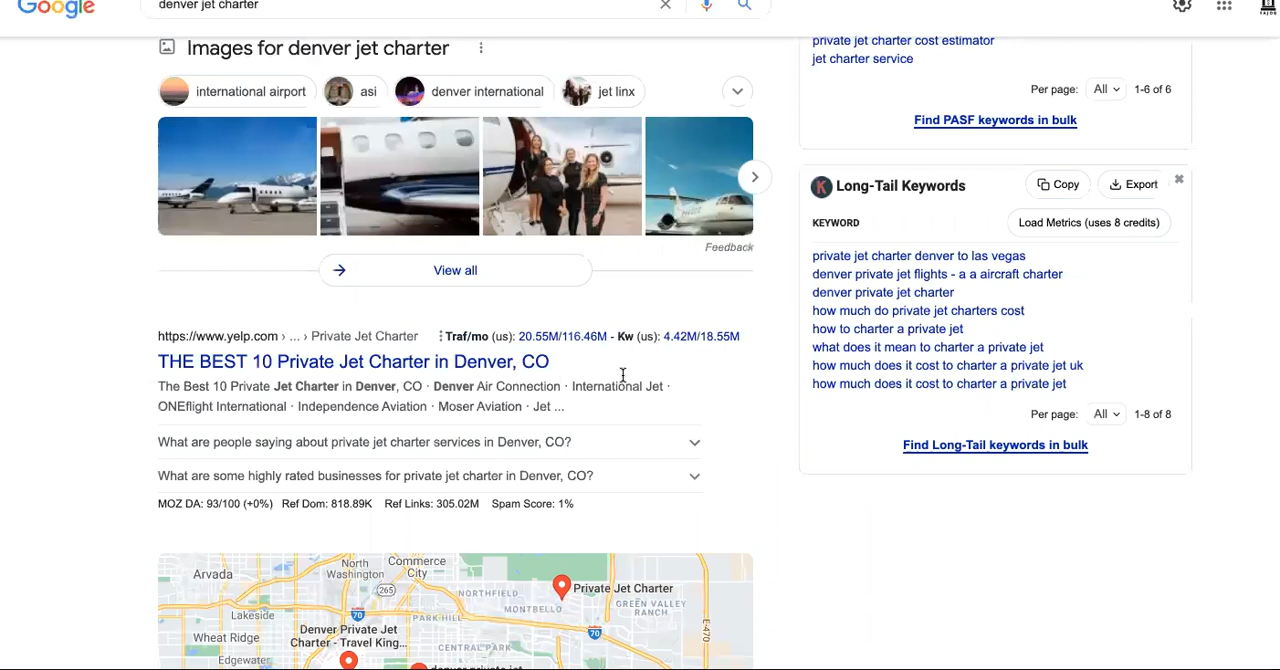 Google
denver jet charter
Images for denver jet charter
international airport
asi
denver international
jet linx
Feedback
View all
https://www.yelp.com › ... › Private Jet Charter
Traf/mo (us): 20.55M/116.46M - Kw (us): 4.42M/18.55M
THE BEST 10 Private Jet Charter in Denver, CO
The Best 10 Private Jet Charter in Denver, CO · Denver Air Connection · International Jet ·
ONEflight International · Independence Aviation · Moser Aviation · Jet ...
What are people saying about private jet charter services in Denver, CO?
What are some highly rated businesses for private jet charter in Denver, CO?
MOZ DA: 93/100 (+0%) Ref Dom: 818.89K Ref Links: 305.02M Spam Score: 1%
Arvada
North
Washington
Commerce
City
265
Private Jet Charter
NORTHFIELD
MONTBELLO
GREEN VALLEY
RANCH
Lakeside
70
PARK HILL
70
E-470
Denver Private Jet
Charter - Travel King...
Wheat Ridge
CENTRAL PARK
Edgewater
denver private jet
private jet charter cost estimator
jet charter service
Per page: All 1-6 of 6
Find PASF keywords in bulk
K Long-Tail Keywords
Copy
Export
KEYWORD
Load Metrics (uses 8 credits)
private jet charter denver to las vegas
denver private jet flights - a a aircraft charter
denver private jet charter
how much do private jet charters cost
how to charter a private jet
what does it mean to charter a private jet
how much does it cost to charter a private jet uk
how much does it cost to charter a private jet
Per page: All 1-8 of 8
Find Long-Tail keywords in bulk